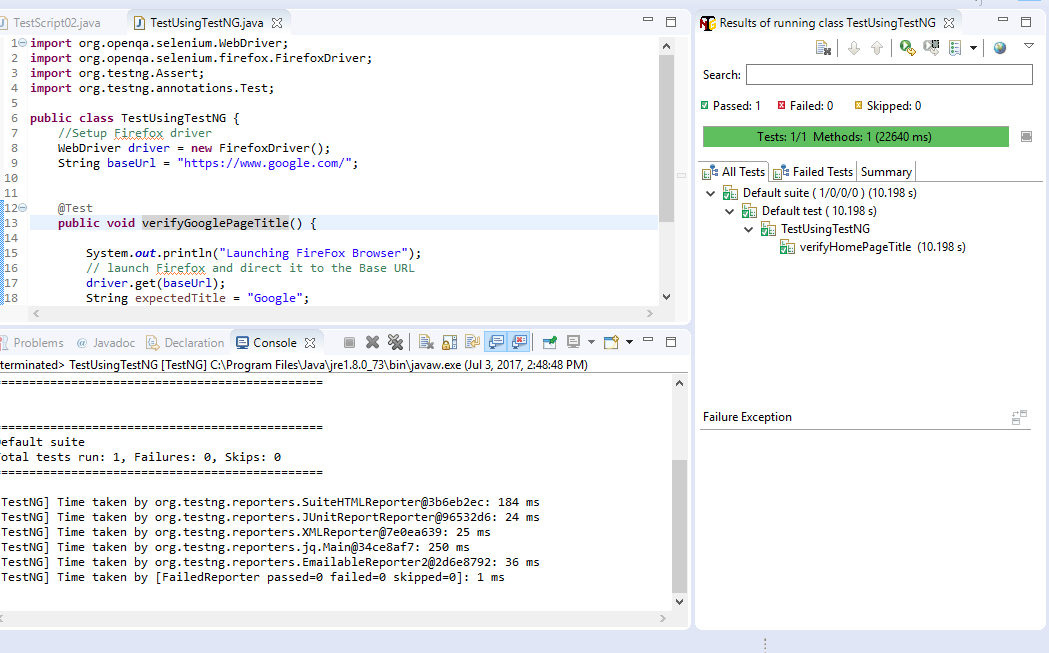 TestScript02.java
TestUsingTestNG.java
1 import org.openqa.selenium.WebDriver;
2 import org.openqa.selenium.firefox.FirefoxDriver;
3 import org.testng.Assert;
4 import org.testng.annotations.Test;
5
6 public class TestUsingTestNG {
7 //Setup Firefox driver
8 WebDriver driver = new FirefoxDriver();
9 String baseUrl = "https://www.google.com/";
10
11
12 @Test
13 public void verifyGooglePageTitle() {
14
15 System.out.println("Launching FireFox Browser");
16 // launch Firefox and direct it to the Base URL
17 driver.get(baseUrl);
18 String expectedTitle = "Google";
Problems @ Javadoc Declaration Console
terminated> TestUsingTestNG [TestNG] C:\Program Files\Java\jre1.8.0_73\bin\javaw.exe (Jul 3, 2017, 2:48:48 PM)
===============================================
===============================================
efault suite
otal tests run: 1, Failures: 0, Skips: 0
===============================================
TestNG] Time taken by org.testng.reporters.SuiteHTMLReporter@3b6eb2ec: 184 ms
TestNG] Time taken by org.testng.reporters.JUnitReportReporter@96532d6: 24 ms
TestNG] Time taken by org.testng.reporters.XMLReporter@7e0ea639: 25 ms
TestNG] Time taken by org.testng.reporters.jq.Main@34ce8af7: 250 ms
TestNG] Time taken by org.testng.reporters.EmailableReporter2@2d6e8792: 36 ms
TestNG] Time taken by [FailedReporter passed=0 failed=0 skipped=0]: 1 ms
Results of running class TestUsingTestNG
Search:
Passed: 1 Failed: 0 Skipped: 0
Tests: 1/1 Methods: 1 (22640 ms)
All Tests Failed Tests Summary
Default suite ( 1/0/0/0 ) (10.198 s)
Default test ( 10.198 s)
TestUsingTestNG
verifyHomePageTitle (10.198 s)
Failure Exception